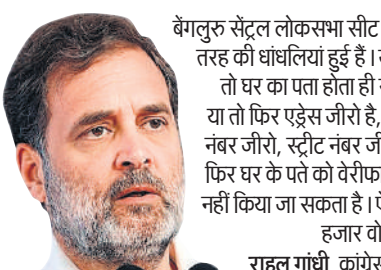 बेंगलुरु सेंट्रल लोकसभा सीट
तरह की धांधलियां हुई हैं।
तो घर का पता होता ही
या तो फिर एड्रेस जीरो है,
नंबर जीरो, स्ट्रीट नंबर
फिर घर के पते को
नहीं किया जा सकता है।
हजार
राहुल गांधी, कांग्रेस